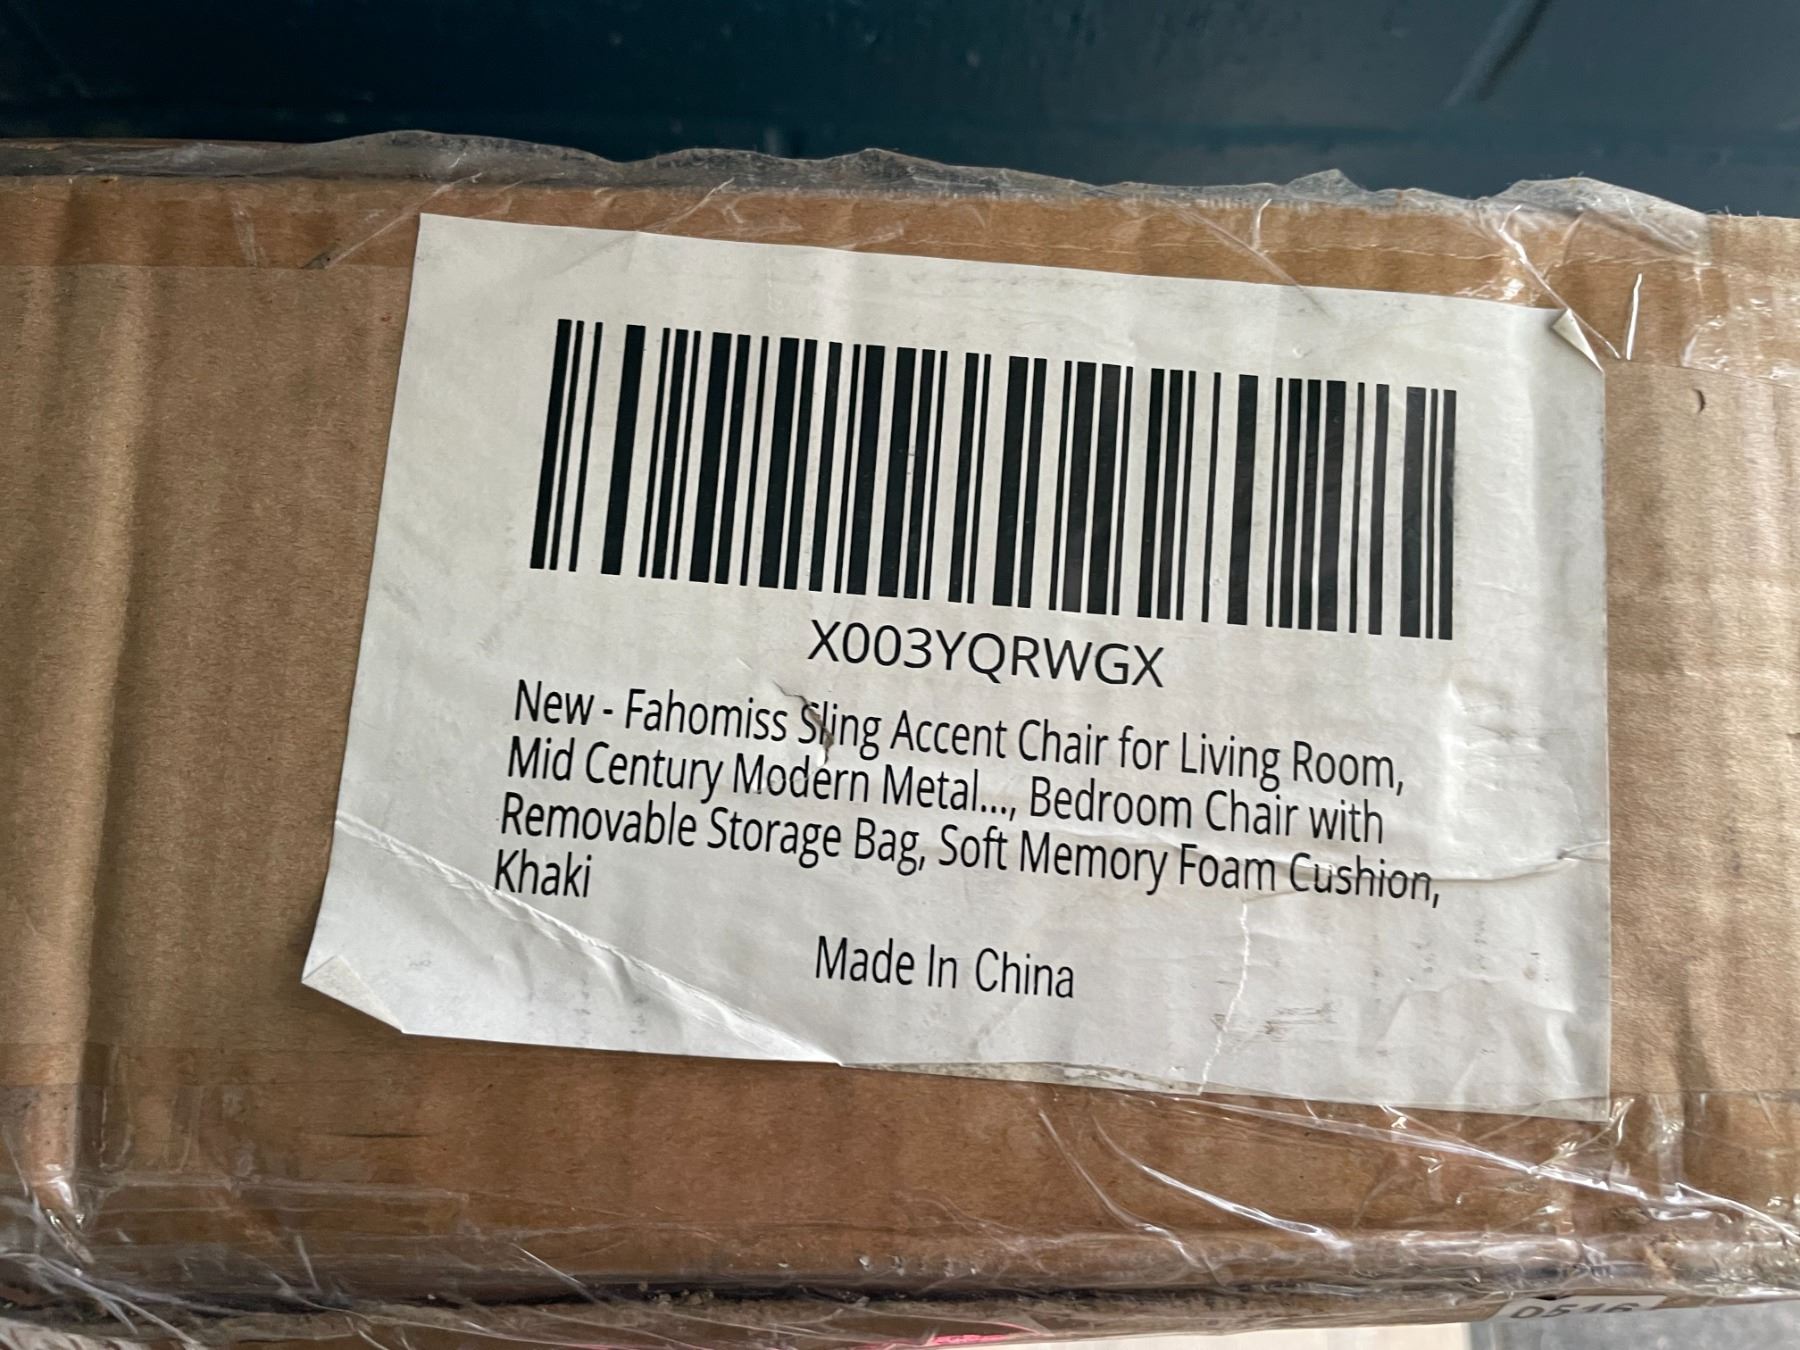 X003YQRWGX
New - Fahomiss Sling Accent Chair for Living Room,
Mid Century Modern Metal..., Bedroom Chair with
Removable Storage Bag, Soft Memory Foam Cushion,
Khaki
Made In China